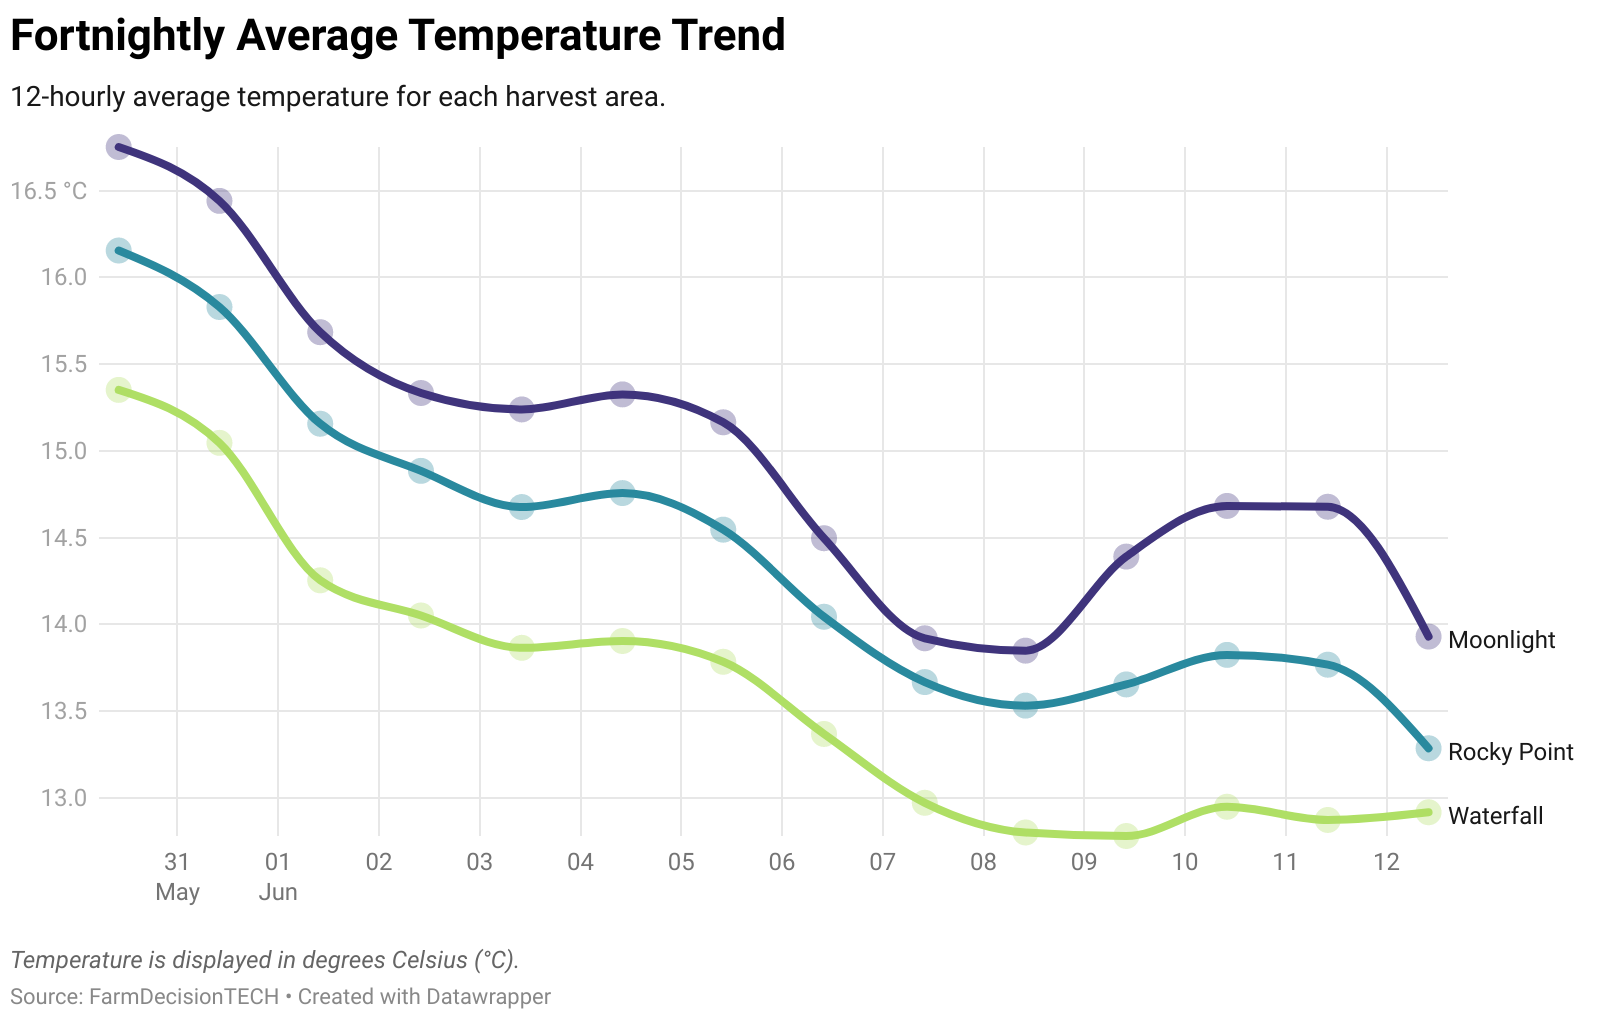 Fortnightly Average Temperature Trend
12-hourly average temperature for each harvest area.
16.5 °C
16.0
15.5
15.0
14.5
14.0
13.5
13.0
Moonlight
Rocky Point
Waterfall
31 01 02 03 04 05 06 07 08 09 10 11 12
May Jun
Temperature is displayed in degrees Celsius (°C).
Source: FarmDecisionTECH • Created with Datawrapper